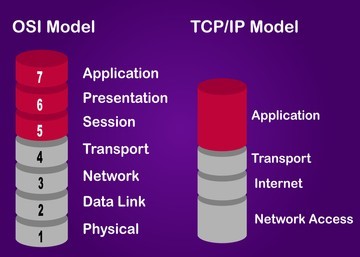 OSI Model
7 Application
6 Presentation
5 Session
4 Transport
3 Network
2 Data Link
1 Physical
TCP/IP Model
Application
Transport
Internet
Network Access